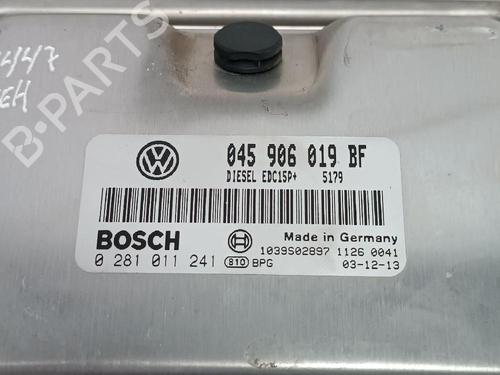 B-PARTS
045 906 019 BF
DIESEL EDC15P+ 5179
BOSCH
0 281 011 241
Made in Germany
1039S02897 1126 0041
810 BPG 03-12-13